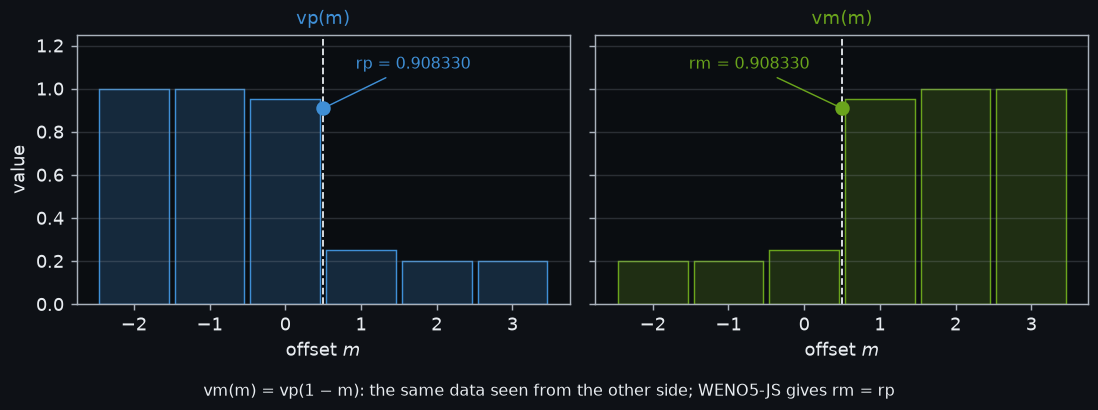 vp(m)
vm(m)
rp = 0.908330
rm = 0.908330
value
1.2
1.0
0.8
0.6
0.4
0.2
0.0
−2 −1 0 1 2 3
−2 −1 0 1 2 3
offset m
offset m
vm(m) = vp(1 − m): the same data seen from the other side; WENO5-JS gives rm = rp